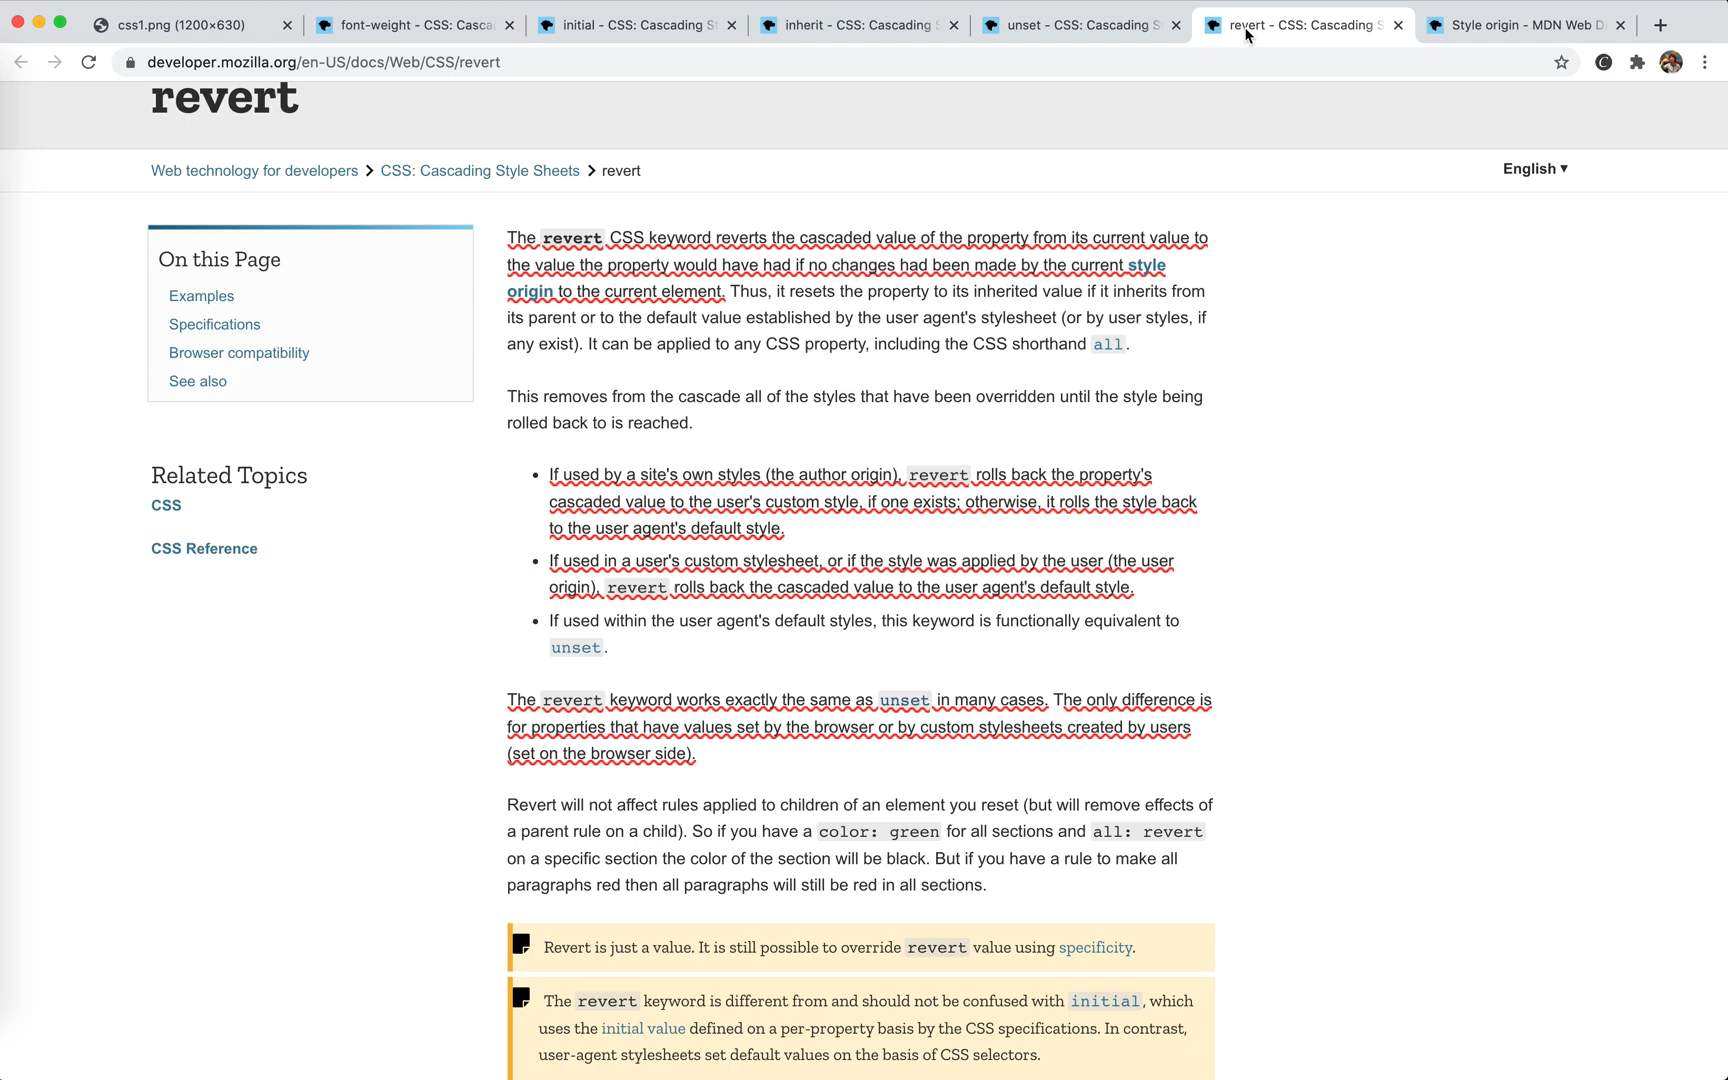 css1.png (1200×630)
font-weight - CSS: Casca
initial - CSS: Cascading St
inherit - CSS: Cascading S
unset - CSS: Cascading S
revert - CSS: Cascading S
Style origin - MDN Web D
developer.mozilla.org/en-US/docs/Web/CSS/revert
revert
Web technology for developers
CSS: Cascading Style Sheets
revert
English ▼
On this Page
Examples
Specifications
Browser compatibility
See also
Related Topics
CSS
CSS Reference
The revert CSS keyword reverts the cascaded value of the property from its current value to
the value the property would have had if no changes had been made by the current style
origin to the current element. Thus, it resets the property to its inherited value if it inherits from
its parent or to the default value established by the user agent's stylesheet (or by user styles, if
any exist). It can be applied to any CSS property, including the CSS shorthand all.
This removes from the cascade all of the styles that have been overridden until the style being
rolled back to is reached.
• If used by a site's own styles (the author origin), revert rolls back the property's
cascaded value to the user's custom style, if one exists; otherwise, it rolls the style back
to the user agent's default style.
• If used in a user's custom stylesheet, or if the style was applied by the user (the user
origin), revert rolls back the cascaded value to the user agent's default style.
• If used within the user agent's default styles, this keyword is functionally equivalent to
unset.
The revert keyword works exactly the same as unset in many cases. The only difference is
for properties that have values set by the browser or by custom stylesheets created by users
(set on the browser side).
Revert will not affect rules applied to children of an element you reset (but will remove effects of
a parent rule on a child). So if you have a color: green for all sections and all: revert
on a specific section the color of the section will be black. But if you have a rule to make all
paragraphs red then all paragraphs will still be red in all sections.
Revert is just a value. It is still possible to override revert value using specificity.
The revert keyword is different from and should not be confused with initial, which
uses the initial value defined on a per-property basis by the CSS specifications. In contrast,
user-agent stylesheets set default values on the basis of CSS selectors.